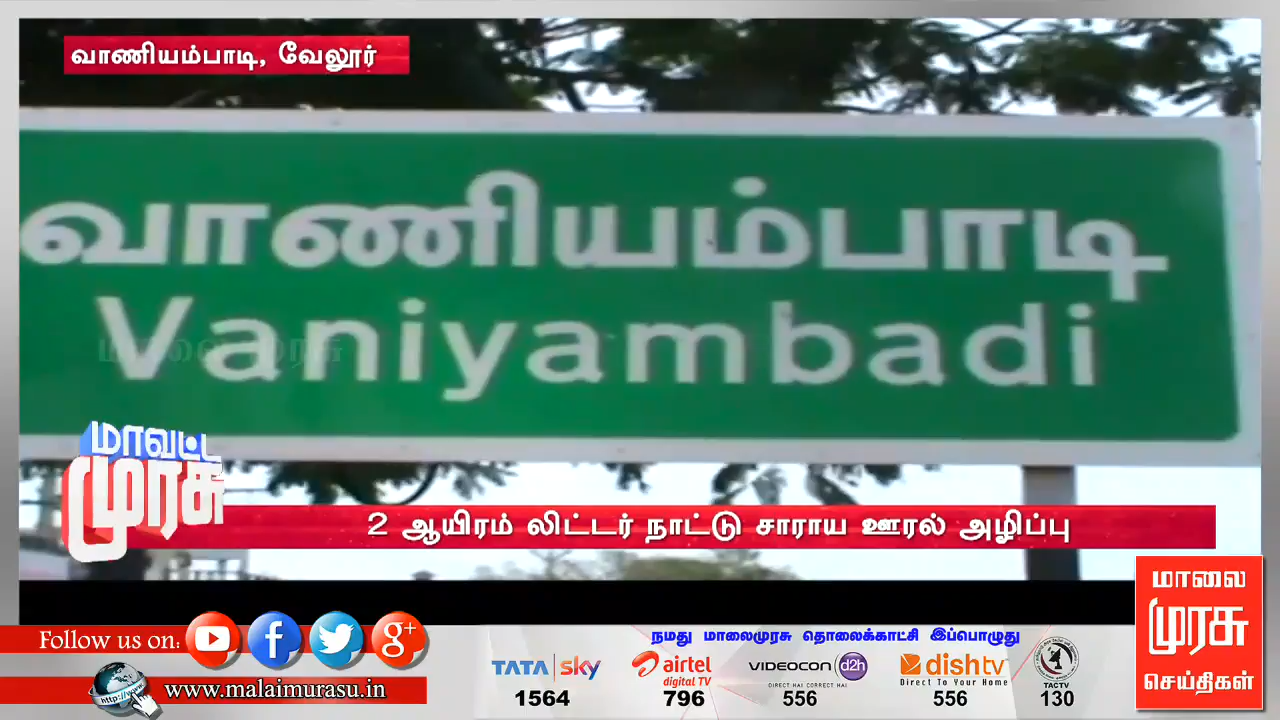 வாணியம்பாடி, வேலூர்
வாணியம்பாடி
Vaniyambadi
மாவட்ட
முரசு
2 ஆயிரம் லிட்டர் நாட்டு சாராய ஊரல் அழிப்பு
மாலை
முரசு
செய்திகள்
Follow us on:
g+
http://
www.malaimurasu.in
நமது மாலைமுரசு தொலைக்காட்சி இப்பொழுது
TATA sky
1564
airtel
digital TV
796
VIDEOCON d2h
DIRECT HAI CORRECT HAI
556
dishtv
Direct To Your Home
556
TACTV
130